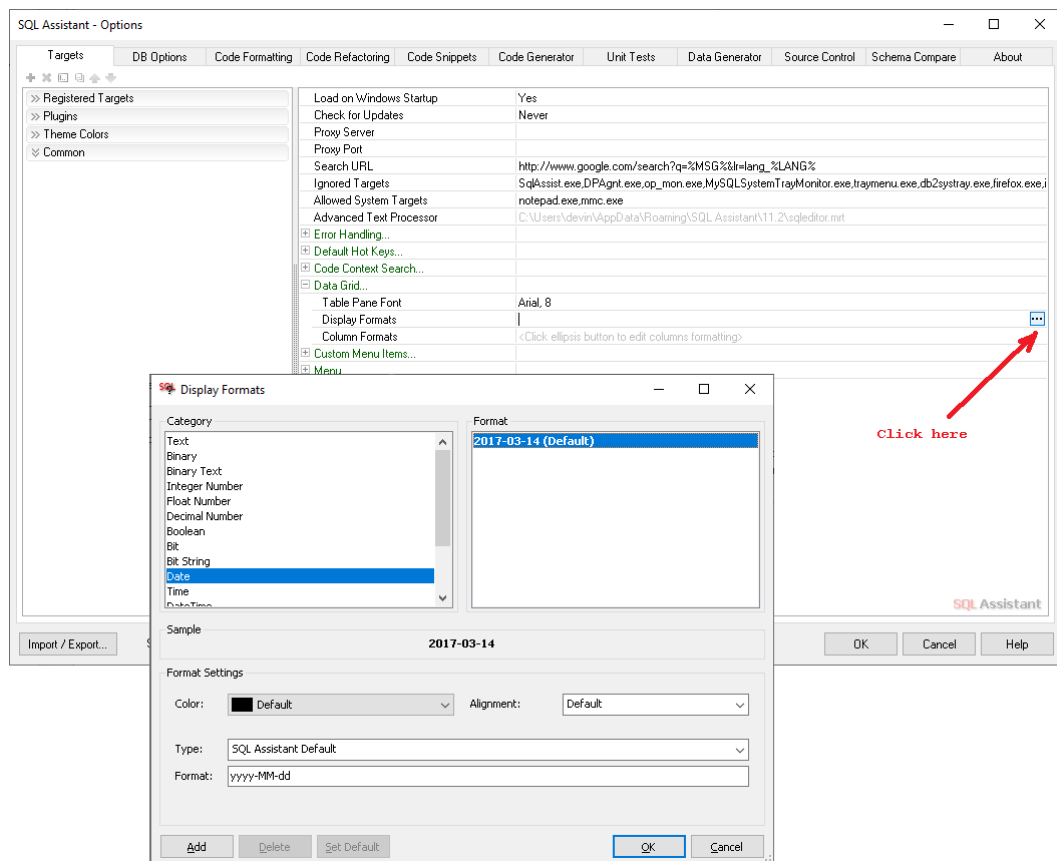 SQL Assistant - Options
Targets DB Options Code Formatting Code Refactoring Code Snippets Code Generator Unit Tests Data Generator Source Control Schema Compare About
Registered Targets
Plugins
Theme Colors
Common
Load on Windows Startup Yes
Check for Updates Never
Proxy Server
Proxy Port
Search URL http://www.google.com/search?q=%MSG%&lr=lang_%LANG%
Ignored Targets SqlAssist.exe,DPAgnt.exe,op_mon.exe,MySQLSystemTrayMonitor.exe,traymenu.exe,db2systray.exe,firefox.exe,i
Allowed System Targets notepad.exe,mmc.exe
Advanced Text Processor C:\Users\devin\AppData\Roaming\SQL Assistant\11.2\sqleditor.mrt
Error Handling...
Default Hot Keys...
Code Context Search...
Data Grid...
Table Pane Font Arial, 8
Display Formats
Column Formats <Click ellipsis button to edit columns formatting>
Custom Menu Items...
Menu
Click here
SQL Assistant
Import / Export...
S
OK Cancel Help
SQL Display Formats
Category
Text
Binary
Binary Text
Integer Number
Float Number
Decimal Number
Boolean
Bit
Bit String
Date
Time
DateTime
Format
2017-03-14 (Default)
Sample
2017-03-14
Format Settings
Color: Default Alignment: Default
Type: SQL Assistant Default
Format: yyyy-MM-dd
Add Delete Set Default OK Cancel